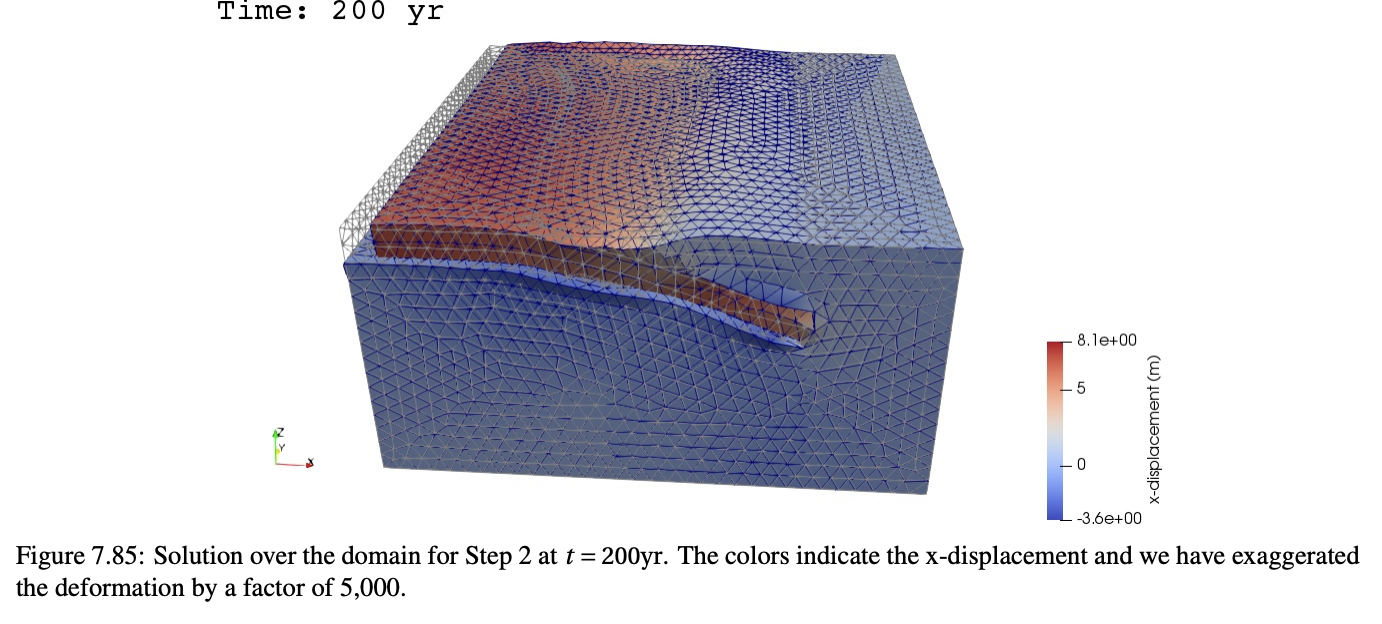 Time: 200 yr
8.1e+00
5
0
-3.6e+00
x-displacement (m)
Z
Y
X
Figure 7.85: Solution over the domain for Step 2 at t = 200yr. The colors indicate the x-displacement and we have exaggerated
the deformation by a factor of 5,000.